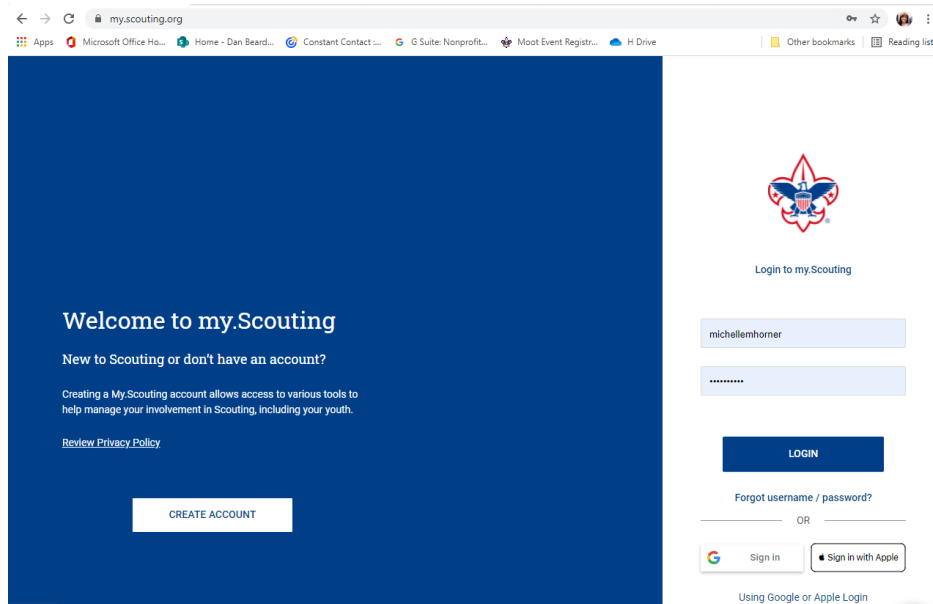 my.scouting.org
Apps Microsoft Office Ho... Home - Dan Beard... Constant Contact :... G Suite: Nonprofit... Moot Event Registr... H Drive Other bookmarks Reading list
Welcome to my.Scouting
New to Scouting or don't have an account?
Creating a My.Scouting account allows access to various tools to
help manage your involvement in Scouting, including your youth.
Review Privacy Policy
CREATE ACCOUNT
Login to my.Scouting
michellemhorner
••••••••••
LOGIN
Forgot username / password?
OR
Sign in
Sign in with Apple
Using Google or Apple Login